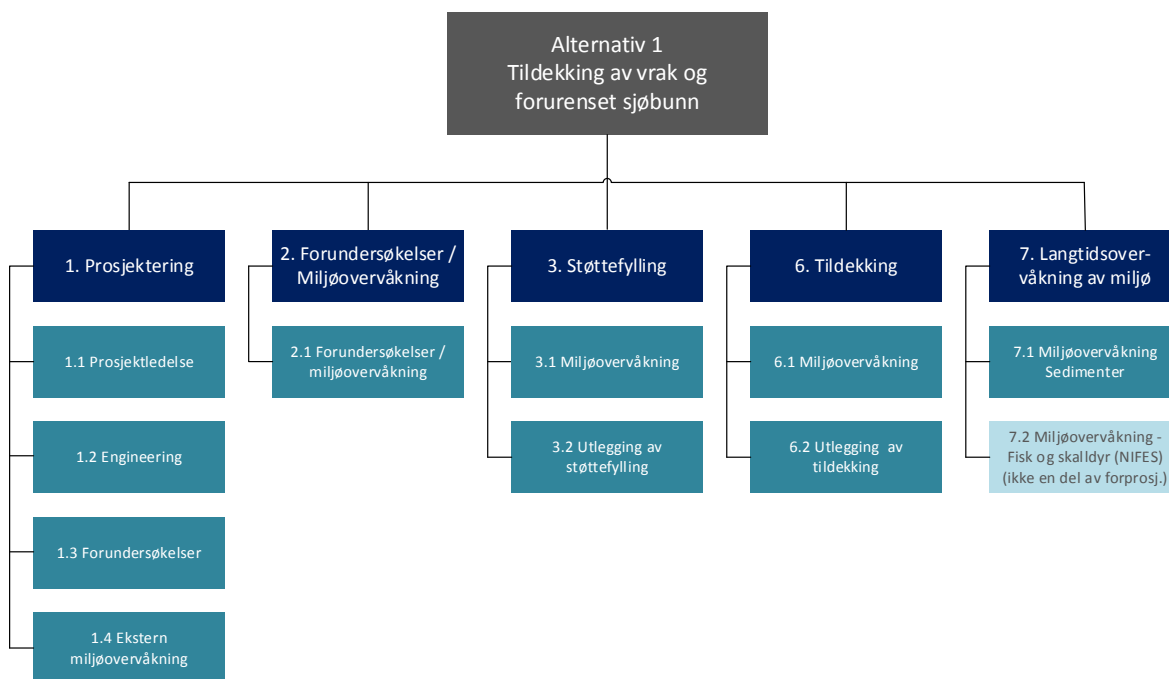 Alternativ 1
Tildekking av vrak og
forurenset sjøbunn
1. Prosjektering
1.1 Prosjektledelse
1.2 Engineering
1.3 Forundersøkelser
1.4 Ekstern
miljøovervåkning
2. Forundersøkelser /
Miljøovervåkning
2.1 Forundersøkelser /
miljøovervåkning
3. Støttefylling
3.1 Miljøovervåkning
3.2 Utlegging av
støttefylling
6. Tildekking
6.1 Miljøovervåkning
6.2 Utlegging av
tildekking
7. Langtidsover-
våkning av miljø
7.1 Miljøovervåkning
Sedimenter
7.2 Miljøovervåkning -
Fisk og skalldyr (NIFES)
(ikke en del av forprosj.)